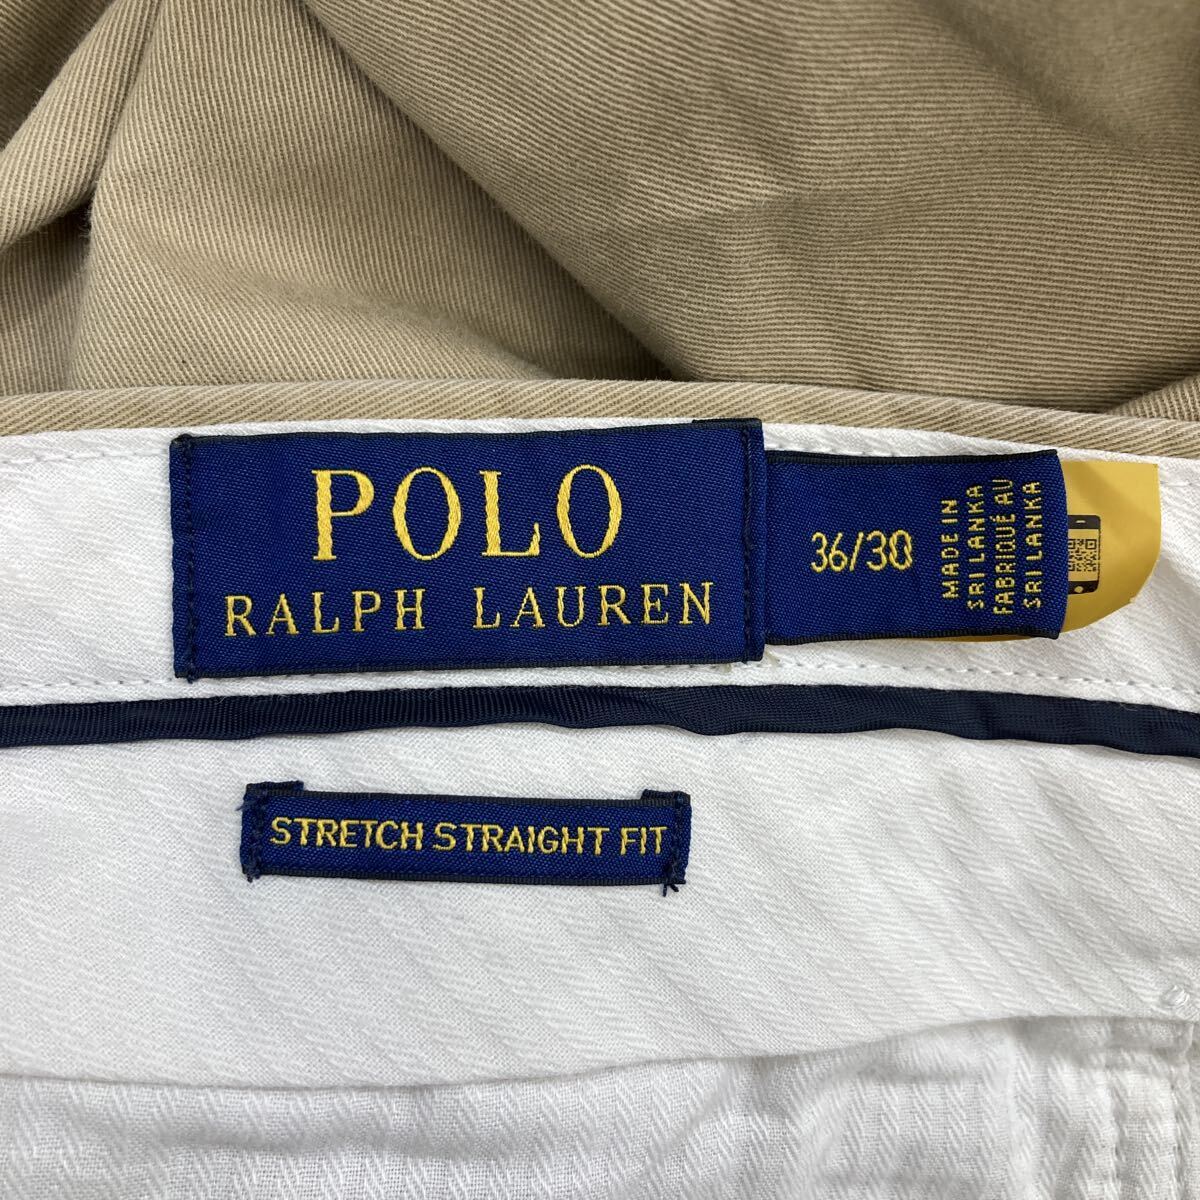 POLO
RALPH LAUREN
36/30
MADE IN
SRI LANKA
FABRIQUÉ AU
SRI LANKA
STRETCH STRAIGHT FIT